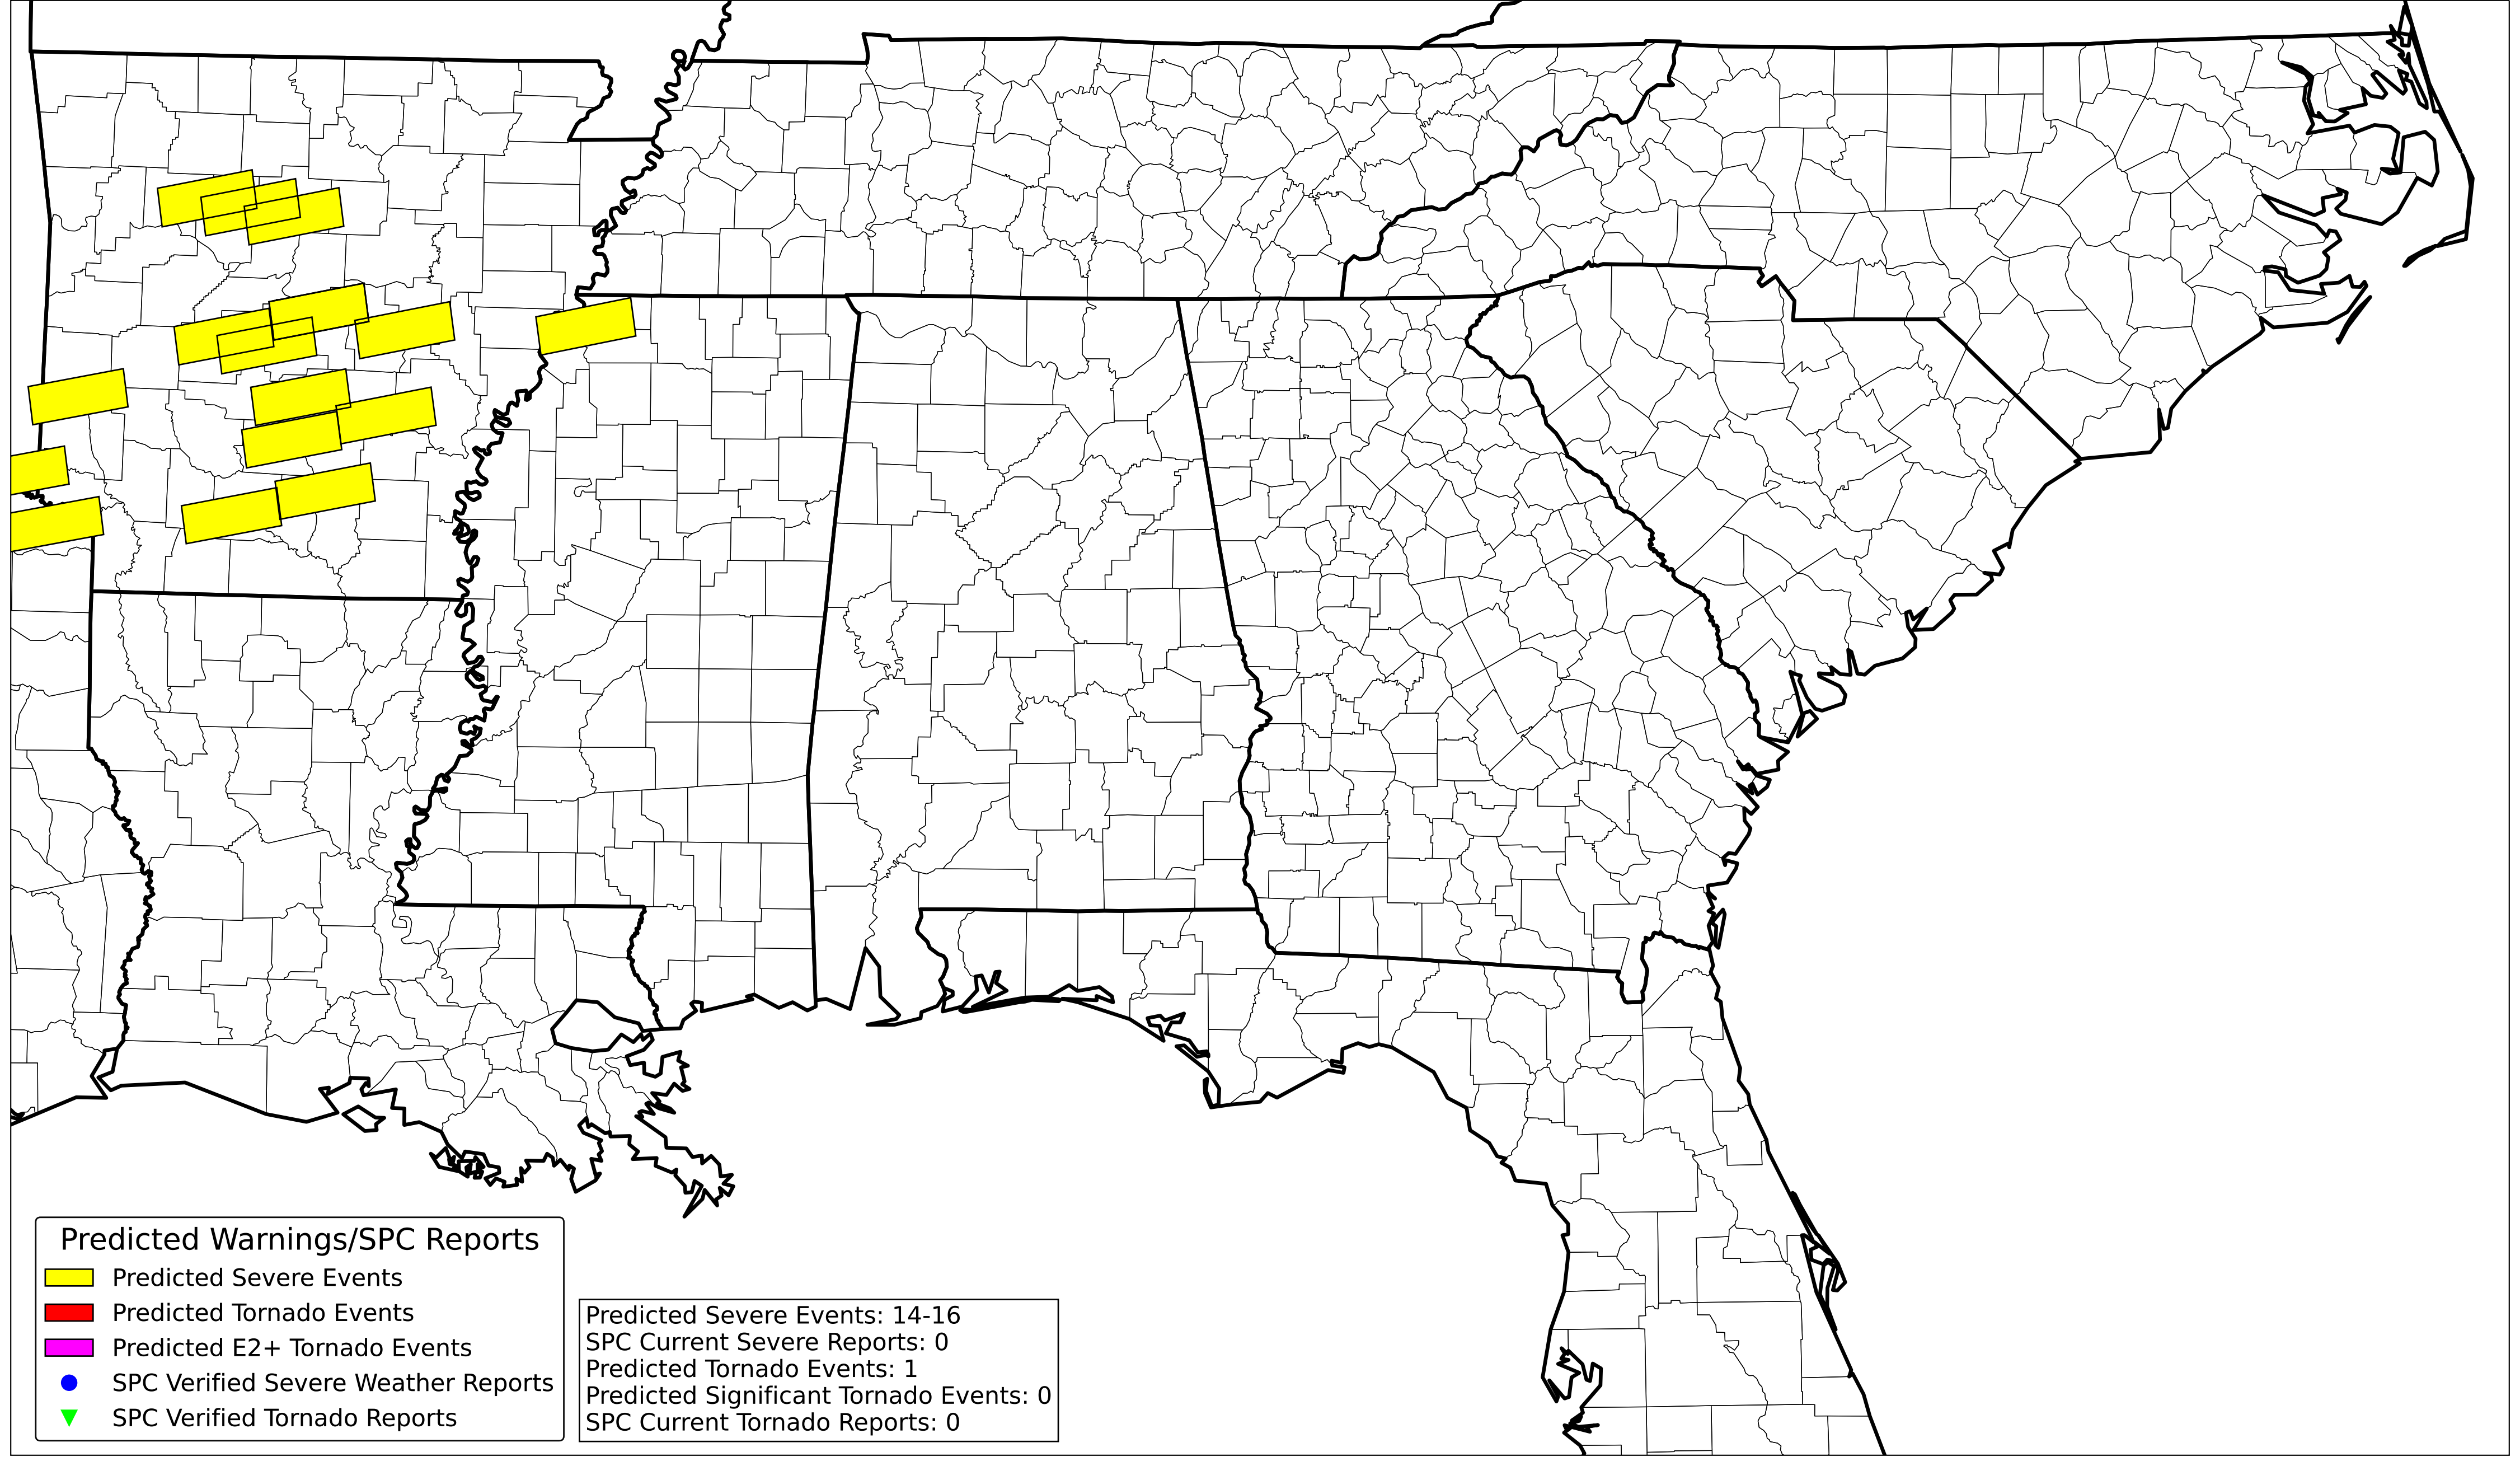 Predicted Warnings/SPC Reports
Predicted Severe Events
Predicted Tornado Events
Predicted E2+ Tornado Events
SPC Verified Severe Weather Reports
SPC Verified Tornado Reports
Predicted Severe Events: 14-16
SPC Current Severe Reports: 0
Predicted Tornado Events: 1
Predicted Significant Tornado Events: 0
SPC Current Tornado Reports: 0